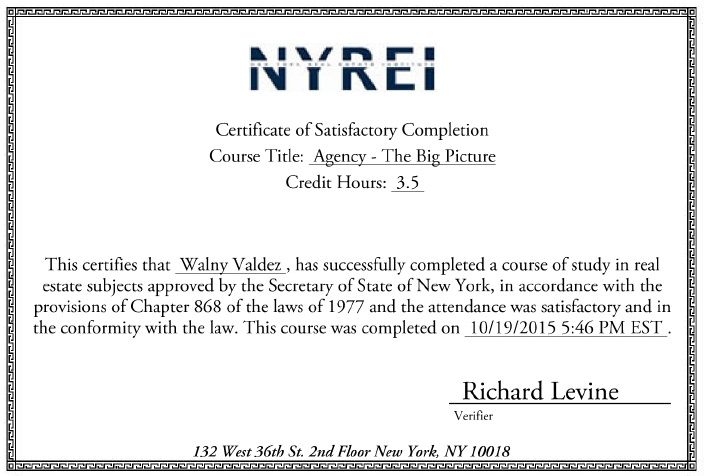 NYREI
NEW YORK REAL ESTATE INSTITUTE
Certificate of Satisfactory Completion
Course Title: Agency - The Big Picture
Credit Hours: 3.5
This certifies that Walny Valdez , has successfully completed a course of study in real
estate subjects approved by the Secretary of State of New York, in accordance with the
provisions of Chapter 868 of the laws of 1977 and the attendance was satisfactory and in
the conformity with the law. This course was completed on 10/19/2015 5:46 PM EST .
Richard Levine
Verifier
132 West 36th St. 2nd Floor New York, NY 10018